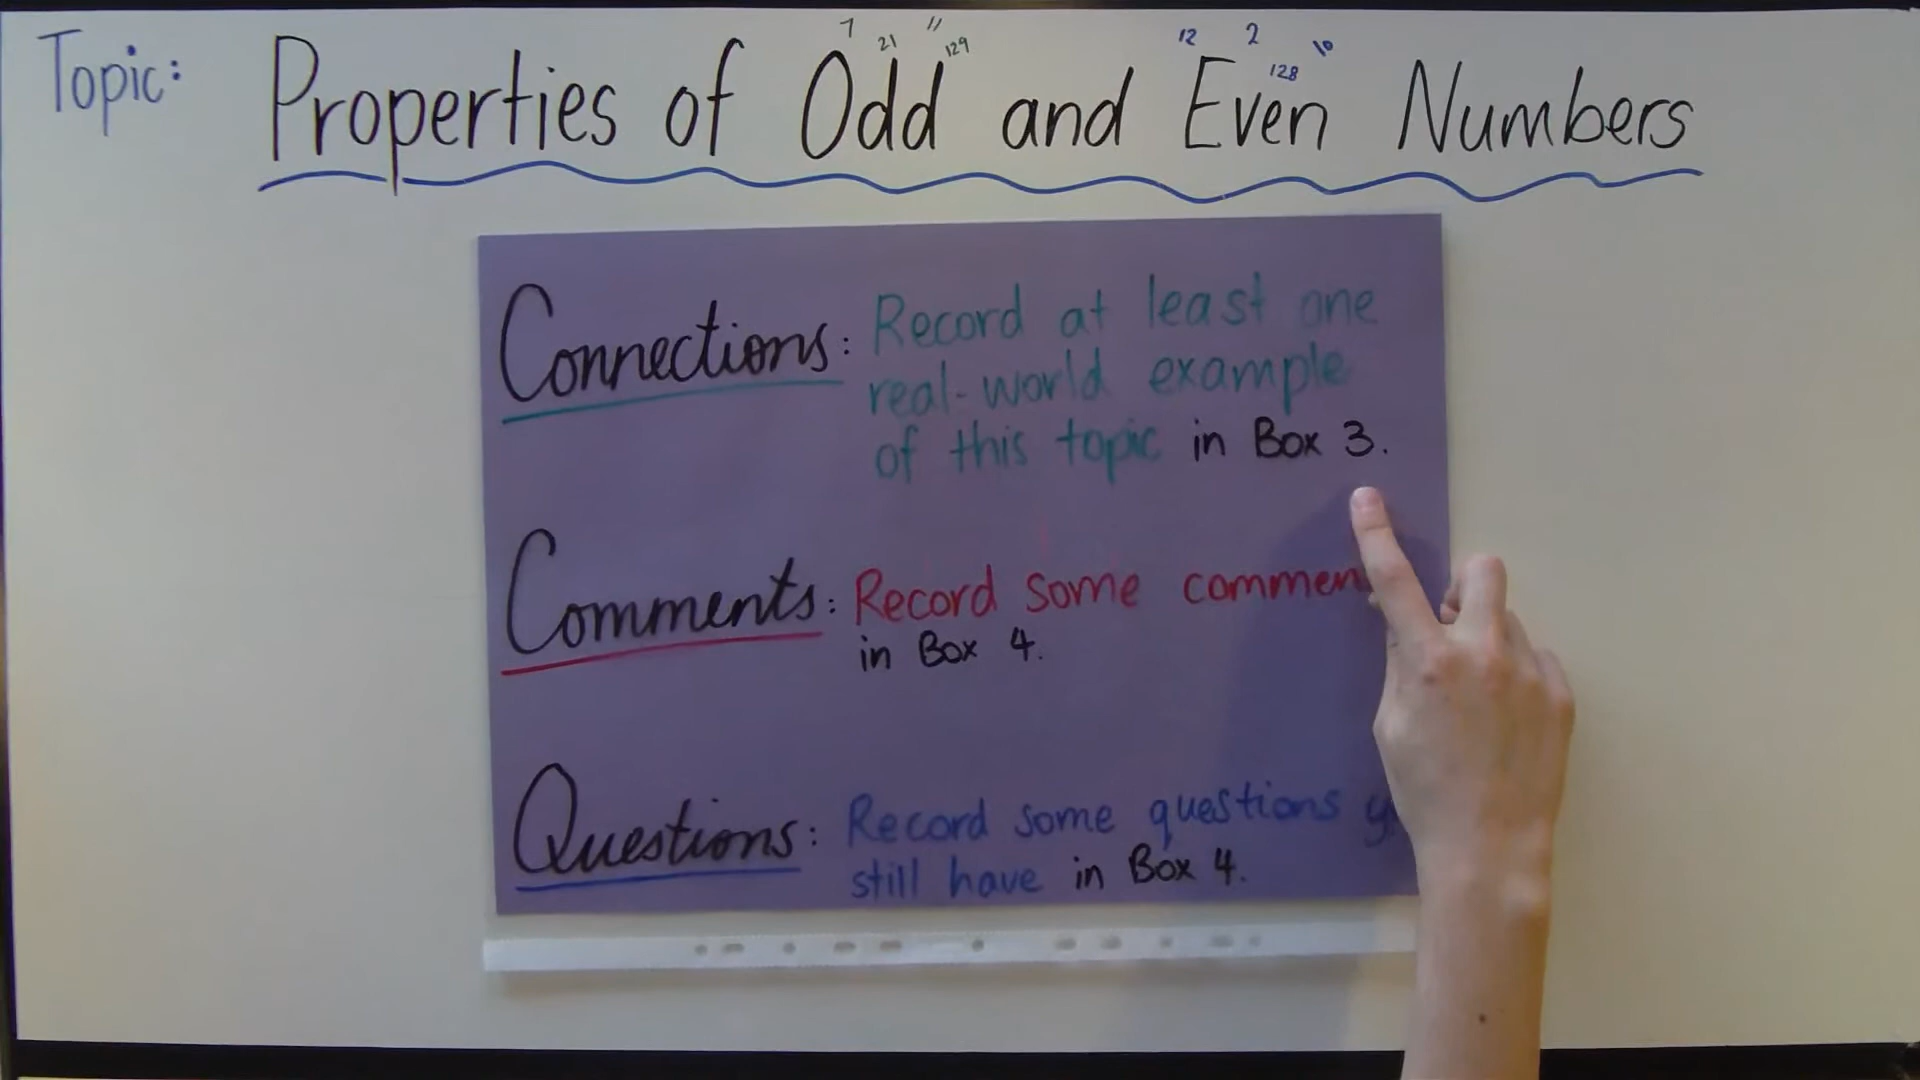 7 21 11 129 12 2 128 10
Topic: Properties of Odd and Even Numbers
Connections: Record at least one
real-world example
of this topic in Box 3.
Comments: Record some commen
in Box 4.
Questions: Record some questions y
still have in Box 4.